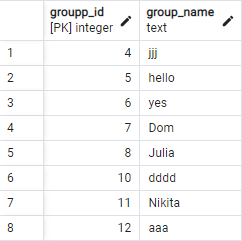 groupp_id group_name
[PK] integer text
1 4 jjj
2 5 hello
3 6 yes
4 7 Dom
5 8 Julia
6 10 dddd
7 11 Nikita
8 12 aaa